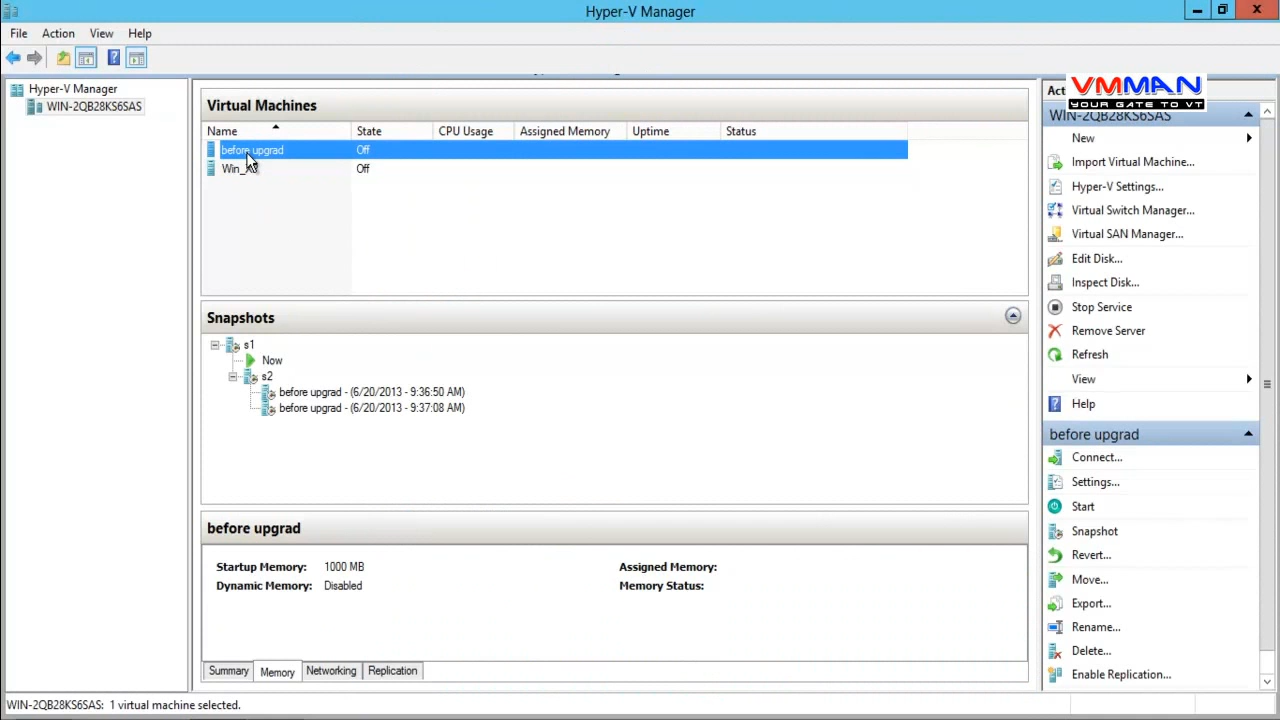 Hyper-V Manager
File Action View Help
Hyper-V Manager
WIN-2QB28KS6SAS
Virtual Machines
Name State CPU Usage Assigned Memory Uptime Status
before upgrad Off
Off
Snapshots
s1
Now
s2
before upgrad - (6/20/2013 - 9:36:50 AM)
before upgrad - (6/20/2013 - 9:37:08 AM)
before upgrad
Startup Memory: 1000 MB Assigned Memory:
Dynamic Memory: Disabled Memory Status:
Summary Memory Networking Replication
VMMAN
YOUR GATE TO VT
WIN-2QB28KS6SAS
New
Import Virtual Machine...
Hyper-V Settings...
Virtual Switch Manager...
Virtual SAN Manager...
Edit Disk...
Inspect Disk...
Stop Service
Remove Server
Refresh
View
Help
before upgrad
Connect...
Settings...
Start
Snapshot
Revert...
Move...
Export...
Rename...
Delete...
Enable Replication...
WIN-2QB28KS6SAS: 1 virtual machine selected.